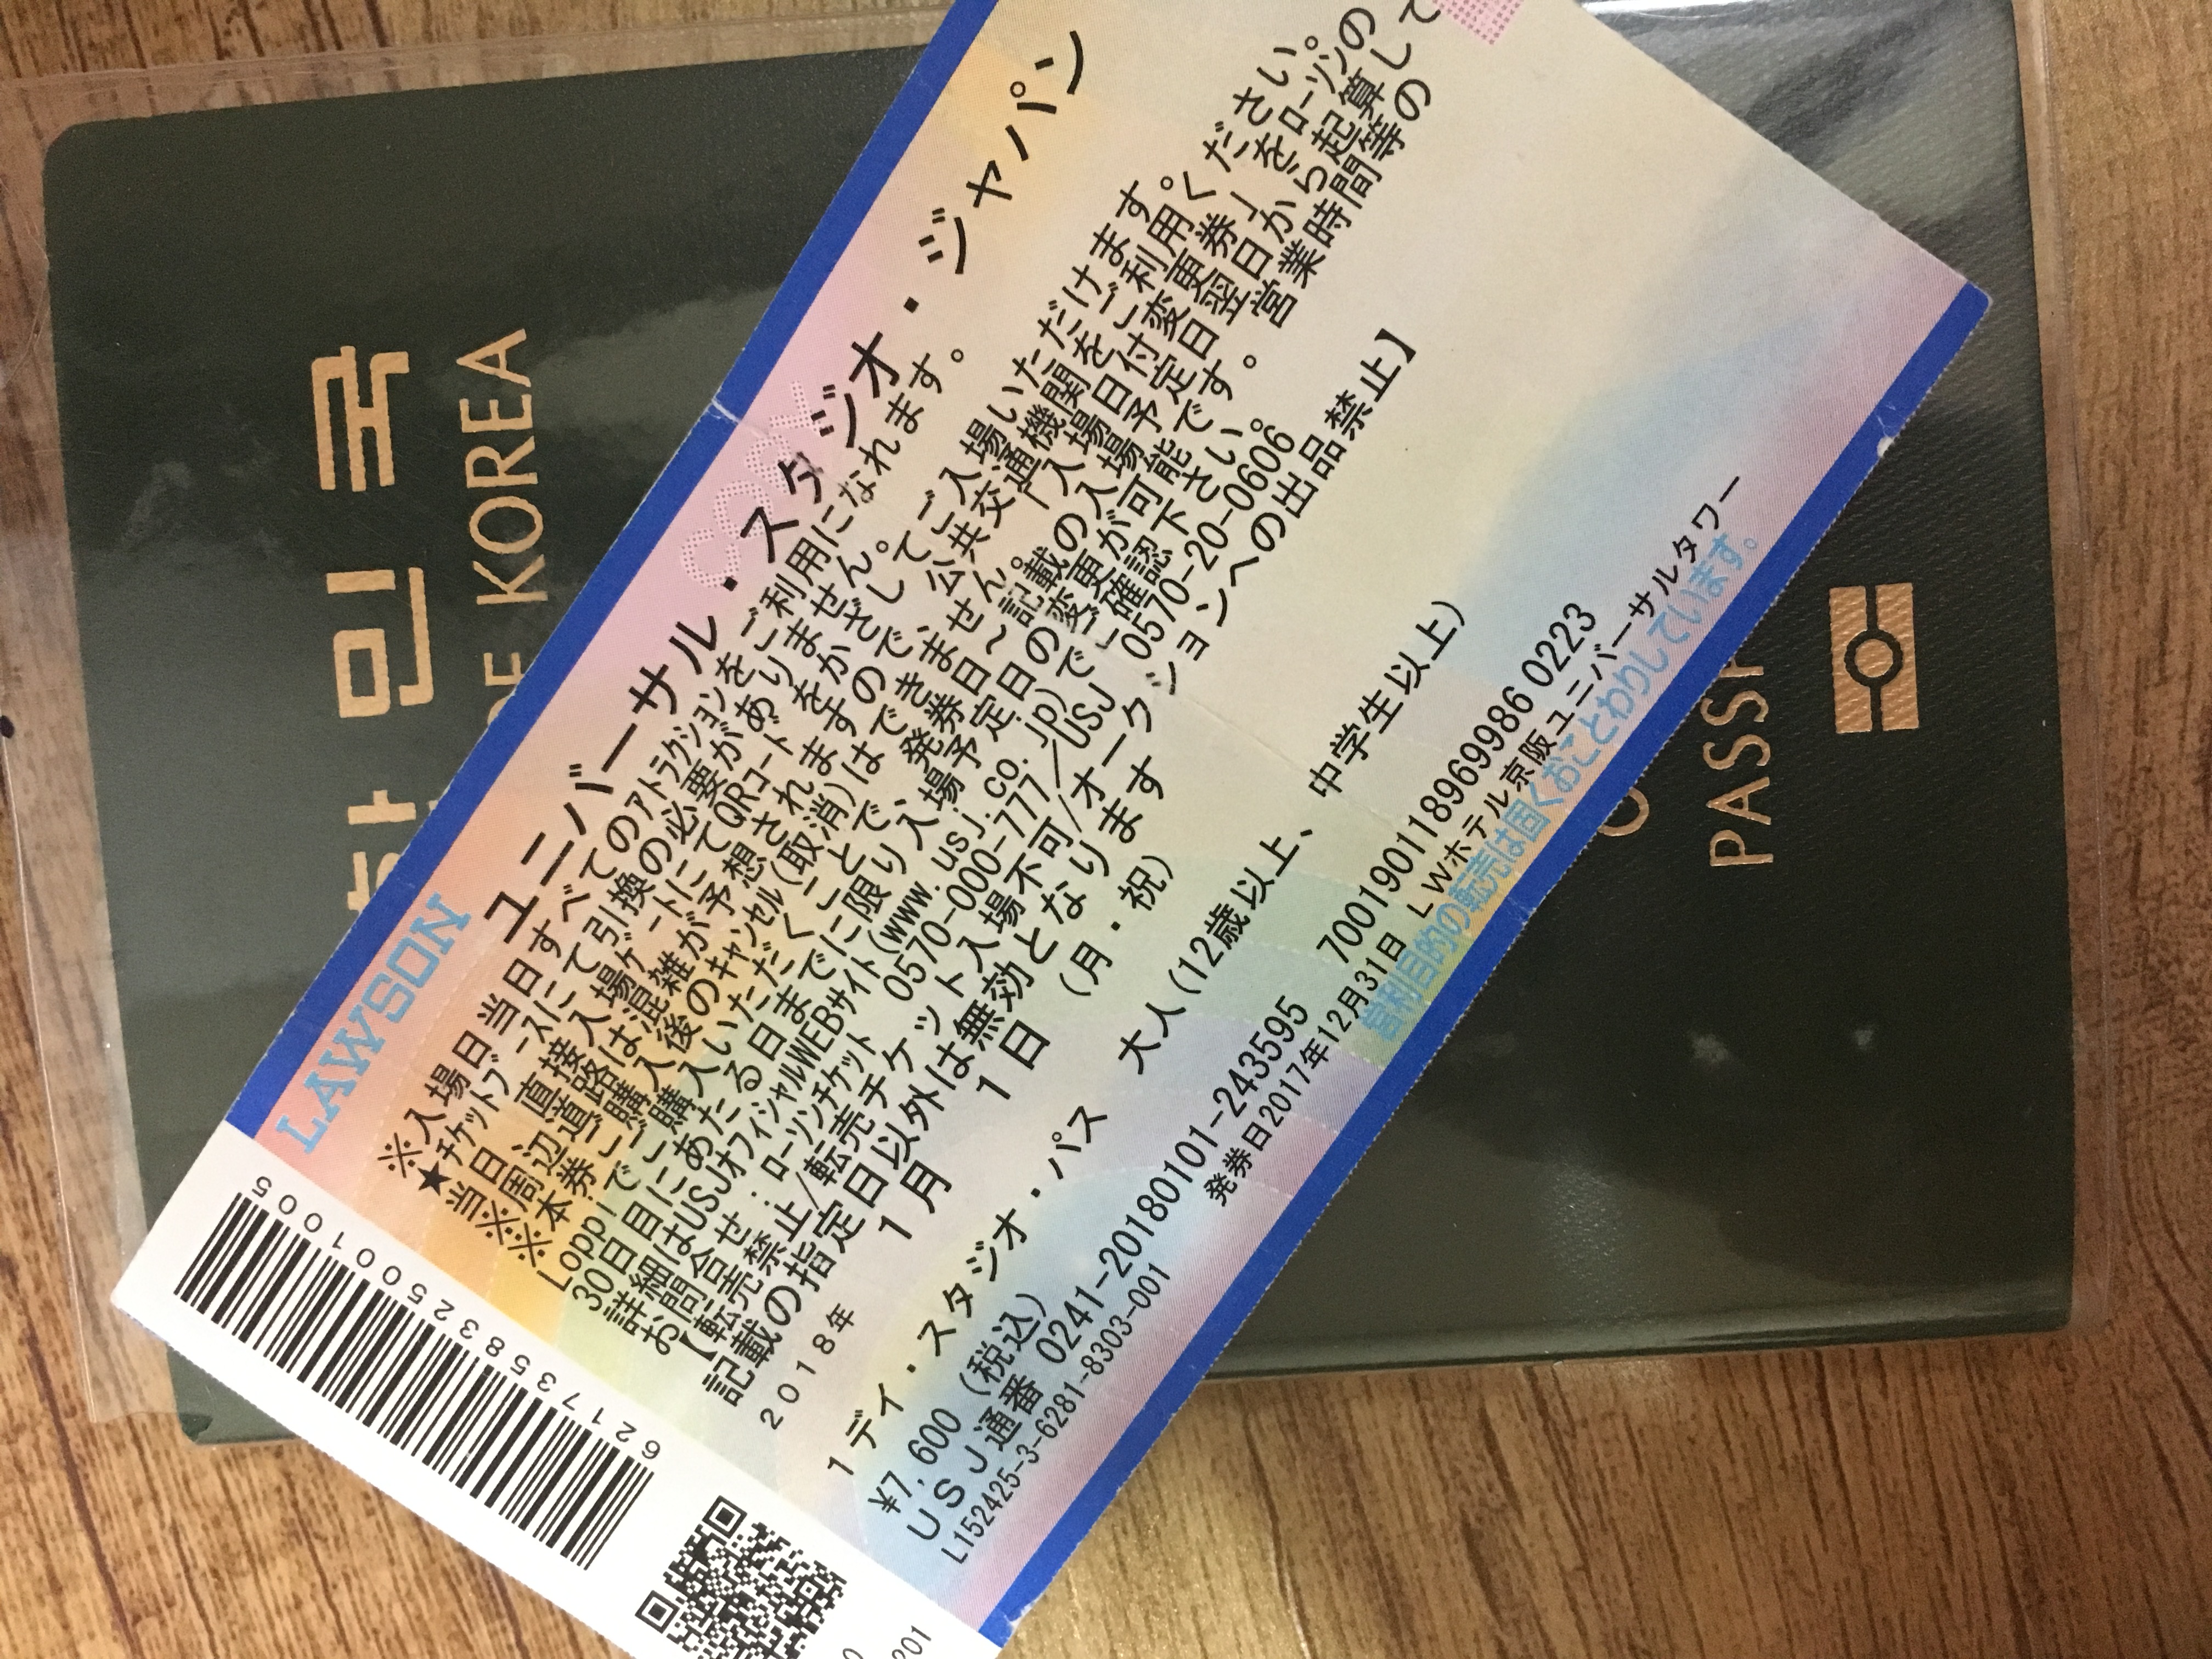 대한민국
OF KOREA
PASSPORT
LAWSON
COPY
ユニバーサル・スタジオ・ジャパン
※入場日当日すべてのアトラクションをご利用になれます。
★チケットブースにて引換の必要がありません。
当日、直接入場ゲートにてQRコードをかざしてご入場いただけます。
※周辺道路は混雑が予想されますので、公共交通機関をご利用ください。
※本券ご購入後のキャンセル(取消)はできません。「入場日付変更券」をローソンの
Loppiでご購入いただくことで、発券日~記載の入場予定日翌日から起算して
30日目にあたる日までに限り入場予定日の変更が可能です。営業時間等の
詳細はUSJオフィシャルWEBサイト(www.usj.co.jp)でご確認下さい。
お問合せ:ローソンチケット 0570-000-777/USJ 0570-20-0606
【転売禁止/転売チケット入場不可/オークションへの出品禁止】
記載の指定日以外は無効となります
2018年 1月 1日 (月・祝)
1デイ・スタジオ・パス 大人(12歳以上、中学生以上)
¥7,600(税込)
USJ通番 0241-20180101-243595 7001901189699860223
L152425-3-6281-8303-001 発券日2017年12月31日 LWホテル京阪ユニバーサルタワー
営利目的の転売は固くおことわりしています。
6217358325001005
201